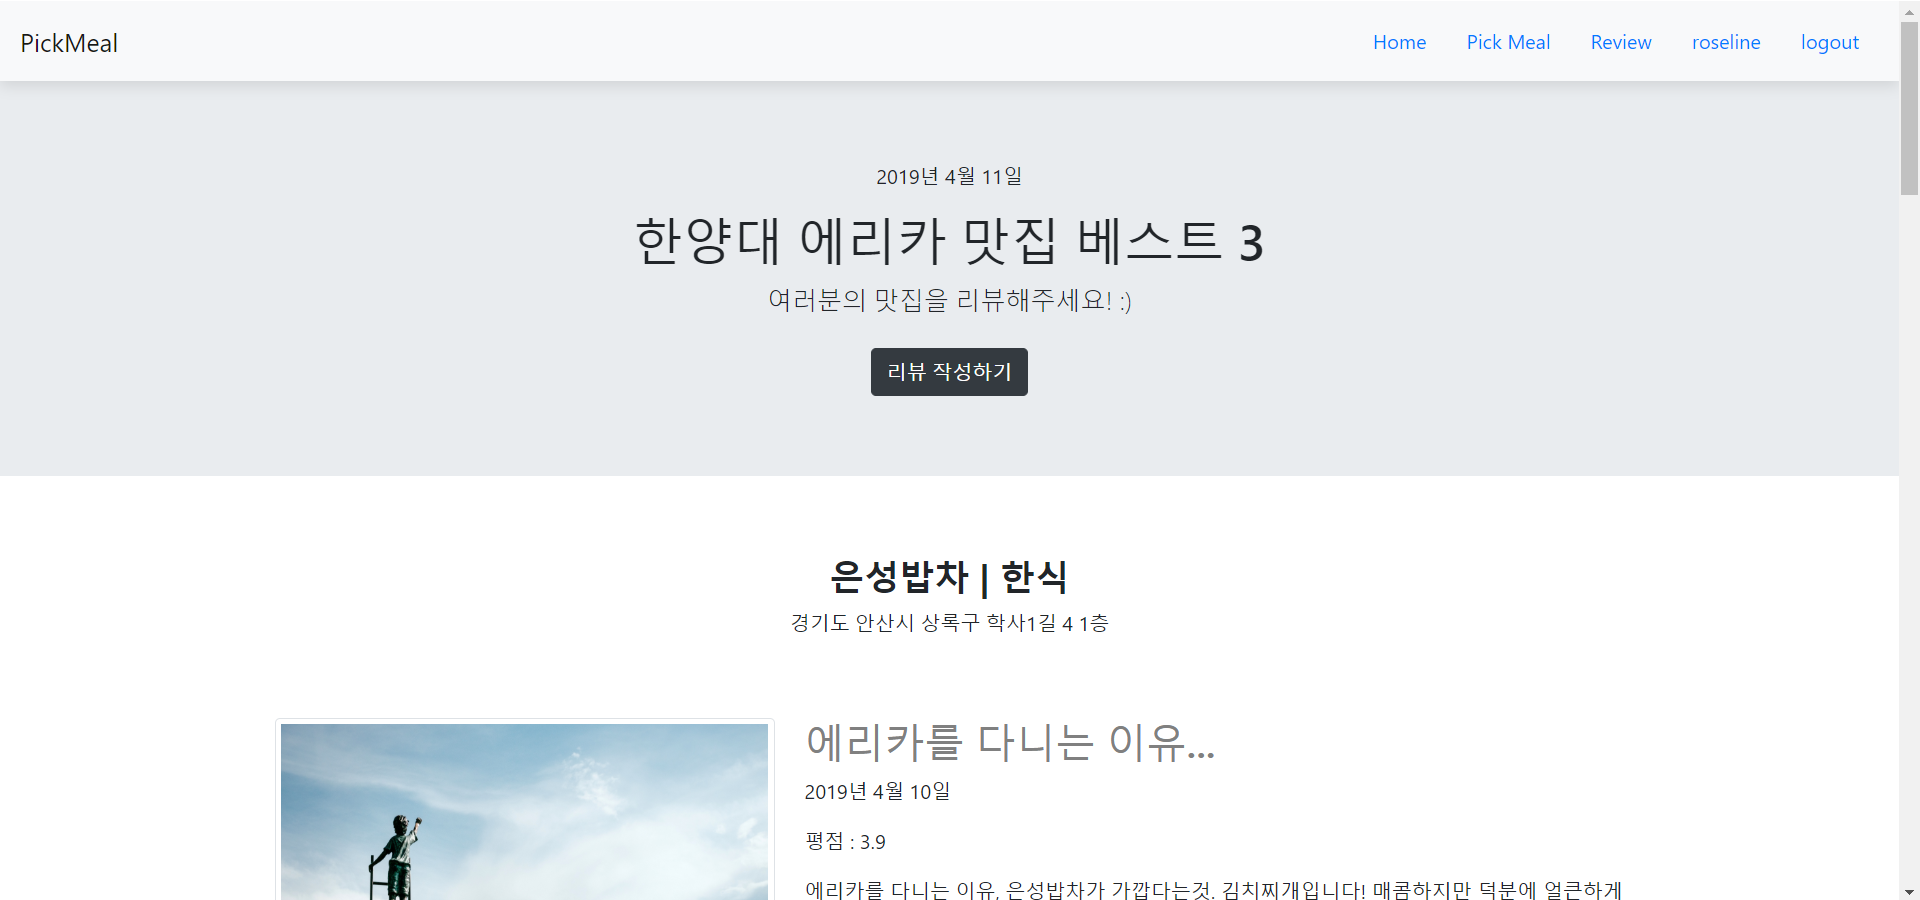 PickMeal
Home Pick Meal Review roseline logout
2019년 4월 11일
한양대 에리카 맛집 베스트 3
여러분의 맛집을 리뷰해주세요! :)
리뷰 작성하기
은성밥차 | 한식
경기도 안산시 상록구 학사1길 4 1층
에리카를 다니는 이유...
2019년 4월 10일
평점 : 3.9
에리카를 다니는 이유, 은성밥차가 가깝다는것. 김치찌개입니다! 매콤하지만 덕분에 얼큰하게